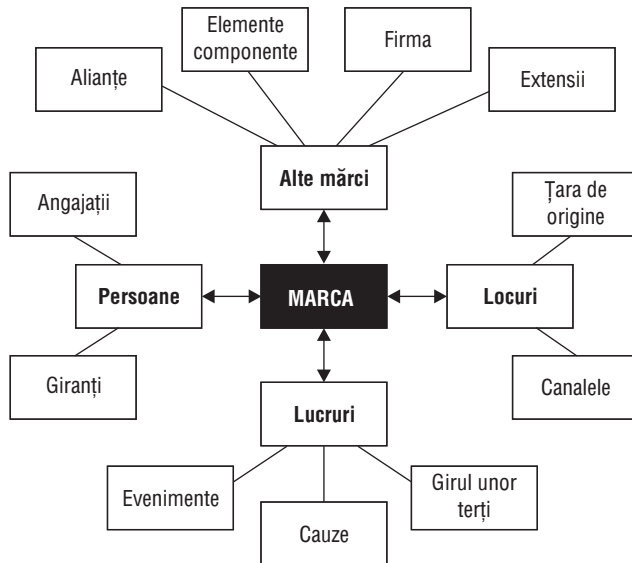 Elemente
componente
Firma
Alianțe
Extensii
Alte mărci
Angajații
Țara de
origine
Persoane
MARCA
Locuri
Giranți
Canalele
Lucruri
Evenimente
Girul unor
terți
Cauze